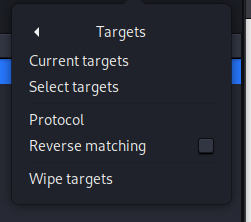 Targets
Current targets
Select targets
Protocol
Reverse matching
Wipe targets